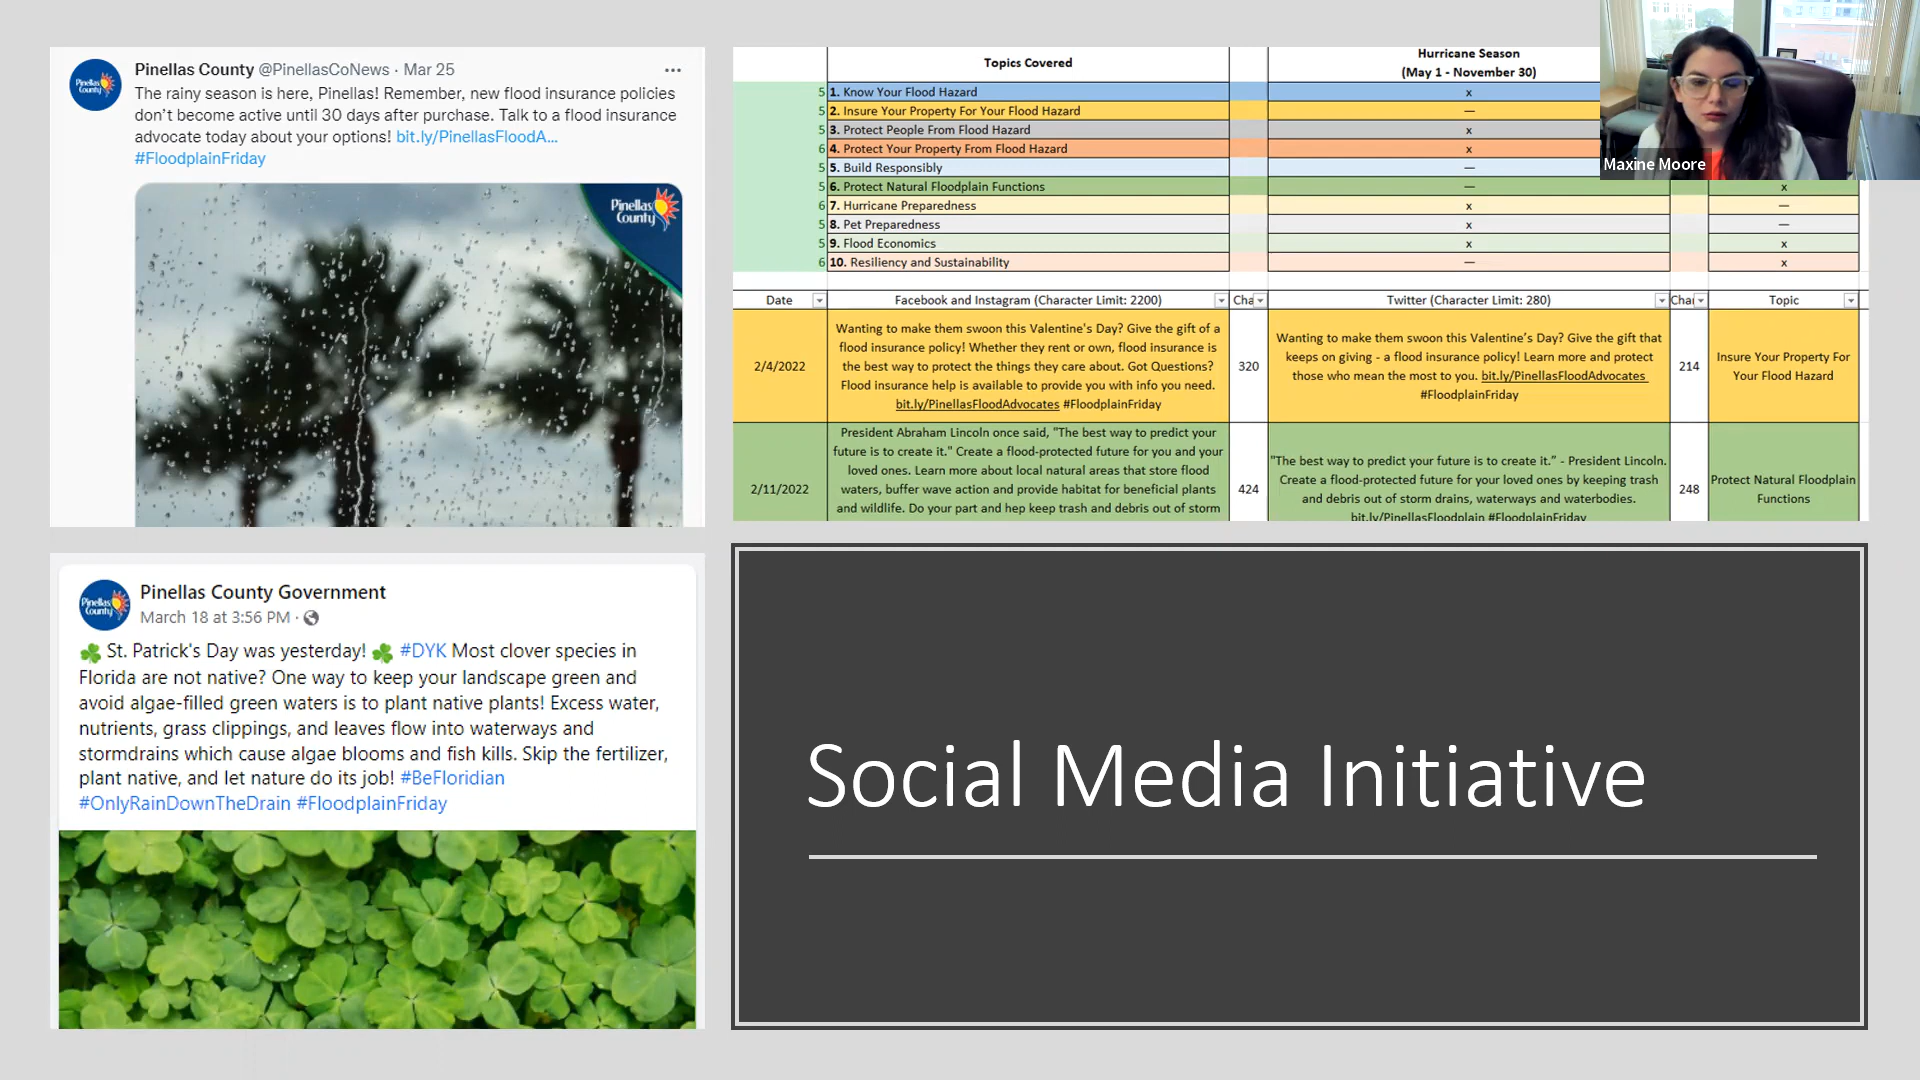 Pinellas County @PinellasCoNews · Mar 25
The rainy season is here, Pinellas! Remember, new flood insurance policies
don’t become active until 30 days after purchase. Talk to a flood insurance
advocate today about your options! bit.ly/PinellasFloodA...
#FloodplainFriday
Pinellas
County
Pinellas
County
Pinellas County Government
March 18 at 3:56 PM ·
☘ St. Patrick's Day was yesterday! ☘ #DYK Most clover species in
Florida are not native? One way to keep your landscape green and
avoid algae-filled green waters is to plant native plants! Excess water,
nutrients, grass clippings, and leaves flow into waterways and
stormdrains which cause algae blooms and fish kills. Skip the fertilizer,
plant native, and let nature do its job! #BeFloridian
#OnlyRainDownTheDrain #FloodplainFriday
Pinellas
County
Topics Covered
Hurricane Season
(May 1 - November 30)
5 1. Know Your Flood Hazard x
5 2. Insure Your Property For Your Flood Hazard —
5 3. Protect People From Flood Hazard x
6 4. Protect Your Property From Flood Hazard x
5 5. Build Responsibly —
5 6. Protect Natural Floodplain Functions — x
6 7. Hurricane Preparedness x —
5 8. Pet Preparedness x —
5 9. Flood Economics x x
6 10. Resiliency and Sustainability — x
Date Facebook and Instagram (Character Limit: 2200) Cha Twitter (Character Limit: 280) Char Topic
2/4/2022
Wanting to make them swoon this Valentine's Day? Give the gift of a
flood insurance policy! Whether they rent or own, flood insurance is
the best way to protect the things they care about. Got Questions?
Flood insurance help is available to provide you with info you need.
bit.ly/PinellasFloodAdvocates #FloodplainFriday
320
Wanting to make them swoon this Valentine’s Day? Give the gift that
keeps on giving - a flood insurance policy! Learn more and protect
those who mean the most to you. bit.ly/PinellasFloodAdvocates
#FloodplainFriday
214
Insure Your Property For
Your Flood Hazard
2/11/2022
President Abraham Lincoln once said, "The best way to predict your
future is to create it." Create a flood-protected future for you and your
loved ones. Learn more about local natural areas that store flood
waters, buffer wave action and provide habitat for beneficial plants
and wildlife. Do your part and hep keep trash and debris out of storm
424
"The best way to predict your future is to create it.” - President Lincoln.
Create a flood-protected future for your loved ones by keeping trash
and debris out of storm drains, waterways and waterbodies.
bit.ly/PinellasFloodplain #FloodplainFriday
248
Protect Natural Floodplain
Functions
Maxine Moore
Social Media Initiative